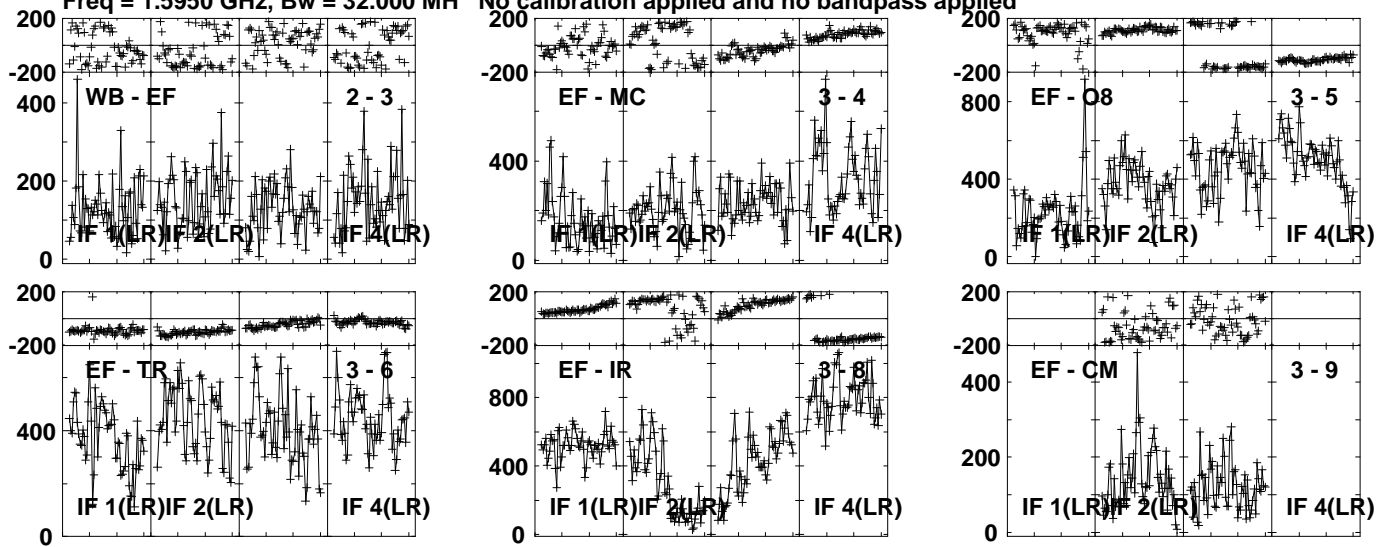 Freq = 1.5950 GHz, Bw = 32.000 MH No calibration applied and no bandpass applied
200
-200
WB - EF
2 - 3
400
200
0
IF 1(LR)
IF 2(LR)
IF 4(LR)
200
-200
EF - MC
3 - 4
400
0
IF 1(LR)
IF 2(LR)
IF 4(LR)
200
-200
EF - O8
3 - 5
800
400
0
IF 1(LR)
IF 2(LR)
IF 4(LR)
200
-200
EF - TR
3 - 6
400
0
IF 1(LR)
IF 2(LR)
IF 4(LR)
200
-200
EF - IR
3 - 8
800
400
0
IF 1(LR)
IF 2(LR)
IF 4(LR)
200
-200
EF - CM
3 - 9
400
200
0
IF 1(LR)
IF 2(LR)
IF 4(LR)